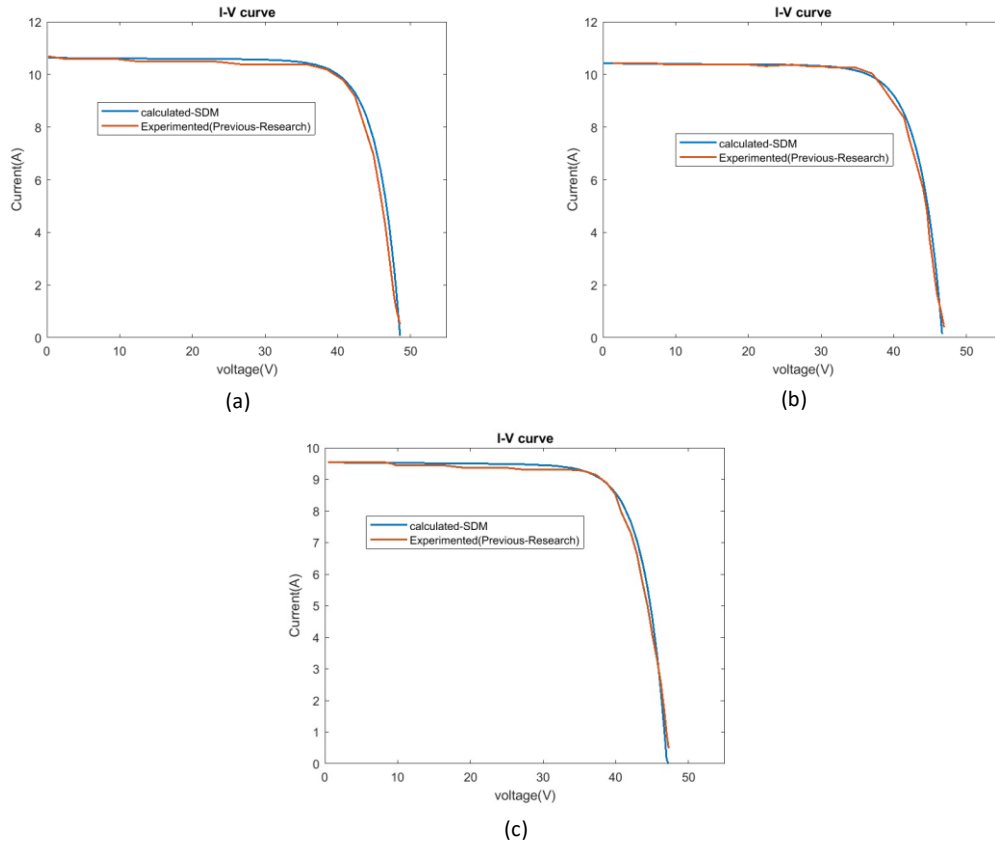 I-V curve
12
10
8
6
4
2
0
Current(A)
calculated-SDM
Experimented(Previous-Research)
0 10 20 30 40 50
voltage(V)
(a)
I-V curve
12
10
8
6
4
2
0
Current(A)
calculated-SDM
Experimented(Previous-Research)
0 10 20 30 40 50
voltage(V)
(b)
I-V curve
10
9
8
7
6
5
4
3
2
1
0
Current(A)
calculated-SDM
Experimented(Previous-Research)
0 10 20 30 40 50
voltage(V)
(c)